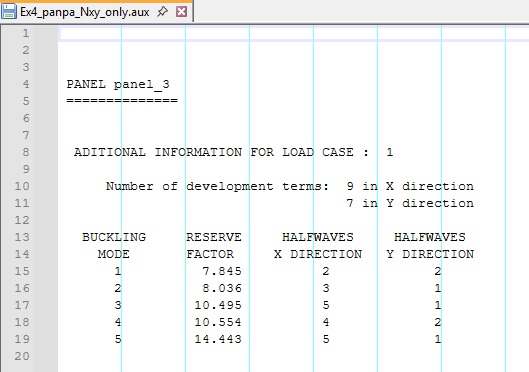 Ex4_panpa_Nxy_only.aux
1
2
3
4 PANEL panel_3
5 ==============
6
7
8 ADITIONAL INFORMATION FOR LOAD CASE : 1
9
10 Number of development terms: 9 in X direction
11 7 in Y direction
12
13 BUCKLING RESERVE HALFWAVES HALFWAVES
14 MODE FACTOR X DIRECTION Y DIRECTION
15 1 7.845 2 2
16 2 8.036 3 1
17 3 10.495 5 1
18 4 10.554 4 2
19 5 14.443 5 1
20